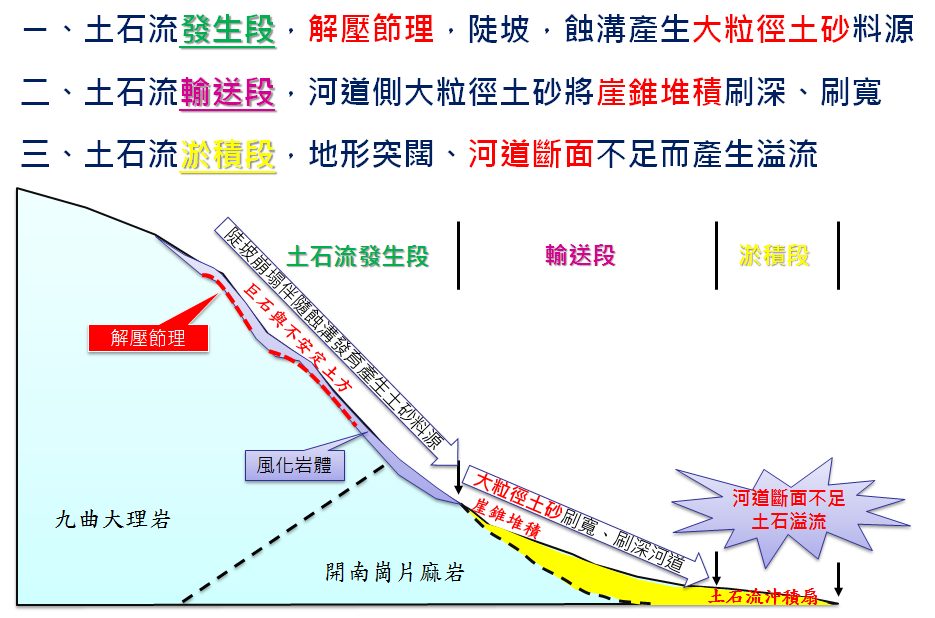 一、土石流發生段，解壓節理，陡坡，蝕溝產生大粒徑土砂料源
二、土石流輸送段，河道側大粒徑土砂將崖錐堆積刷深、刷寬
三、土石流淤積段，地形突闊、河道斷面不足而產生溢流
陡坡崩塌伴隨蝕溝發育產生土砂料源
土石流發生段
輸送段
淤積段
巨石與不安定土方
解壓節理
風化岩體
九曲大理岩
開南崗片麻岩
大粒徑土砂刷寬、刷深河道
崖錐堆積
河道斷面不足
土石溢流
土石流沖積扇